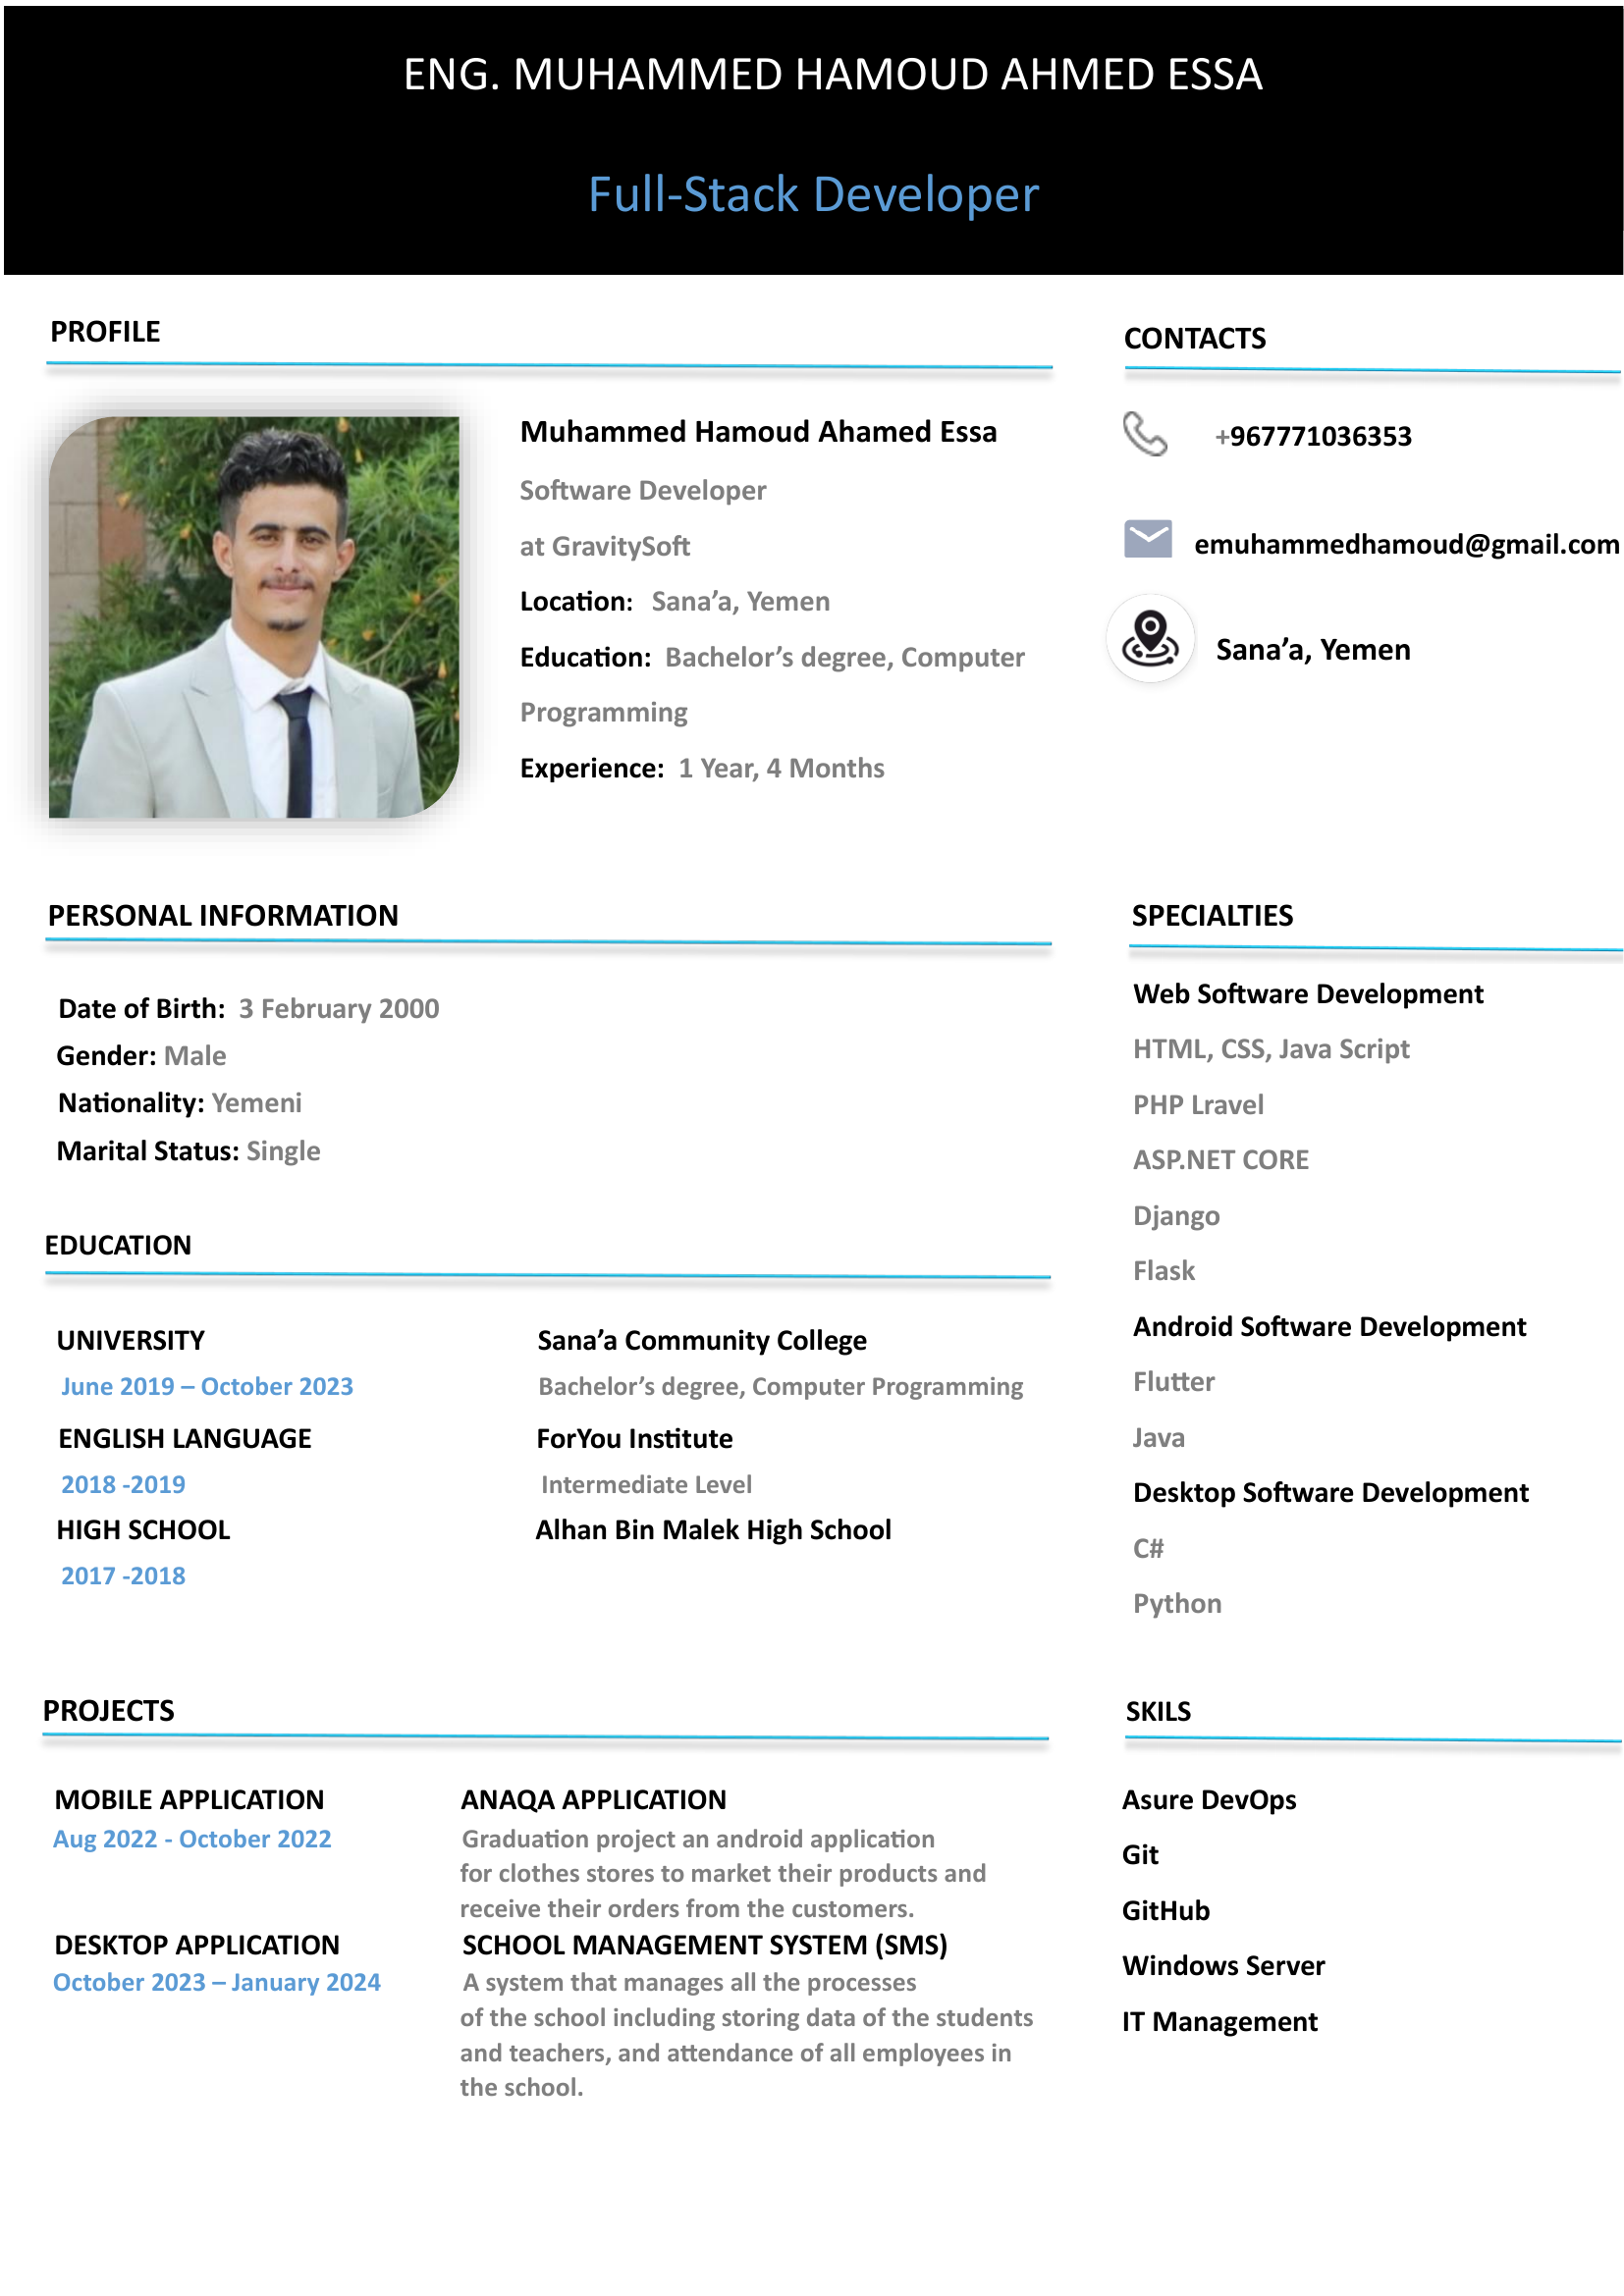 ENG. MUHAMMED HAMOUD AHMED ESSA
Full-Stack Developer
PROFILE
Muhammed Hamoud Ahamed Essa
Software Developer
at GravitySoft
Location: Sana’a, Yemen
Education: Bachelor’s degree, Computer
Programming
Experience: 1 Year, 4 Months
CONTACTS
+967771036353
emuhammedhamoud@gmail.com
Sana’a, Yemen
PERSONAL INFORMATION
Date of Birth: 3 February 2000
Gender: Male
Nationality: Yemeni
Marital Status: Single
EDUCATION
UNIVERSITY
June 2019 – October 2023
Sana’a Community College
Bachelor’s degree, Computer Programming
ENGLISH LANGUAGE
2018 -2019
ForYou Institute
Intermediate Level
HIGH SCHOOL
2017 -2018
Alhan Bin Malek High School
SPECIALTIES
Web Software Development
HTML, CSS, Java Script
PHP Lravel
ASP.NET CORE
Django
Flask
Android Software Development
Flutter
Java
Desktop Software Development
C#
Python
PROJECTS
MOBILE APPLICATION
Aug 2022 - October 2022
ANAQA APPLICATION
Graduation project an android application
for clothes stores to market their products and
receive their orders from the customers.
DESKTOP APPLICATION
October 2023 – January 2024
SCHOOL MANAGEMENT SYSTEM (SMS)
A system that manages all the processes
of the school including storing data of the students
and teachers, and attendance of all employees in
the school.
SKILS
Asure DevOps
Git
GitHub
Windows Server
IT Management